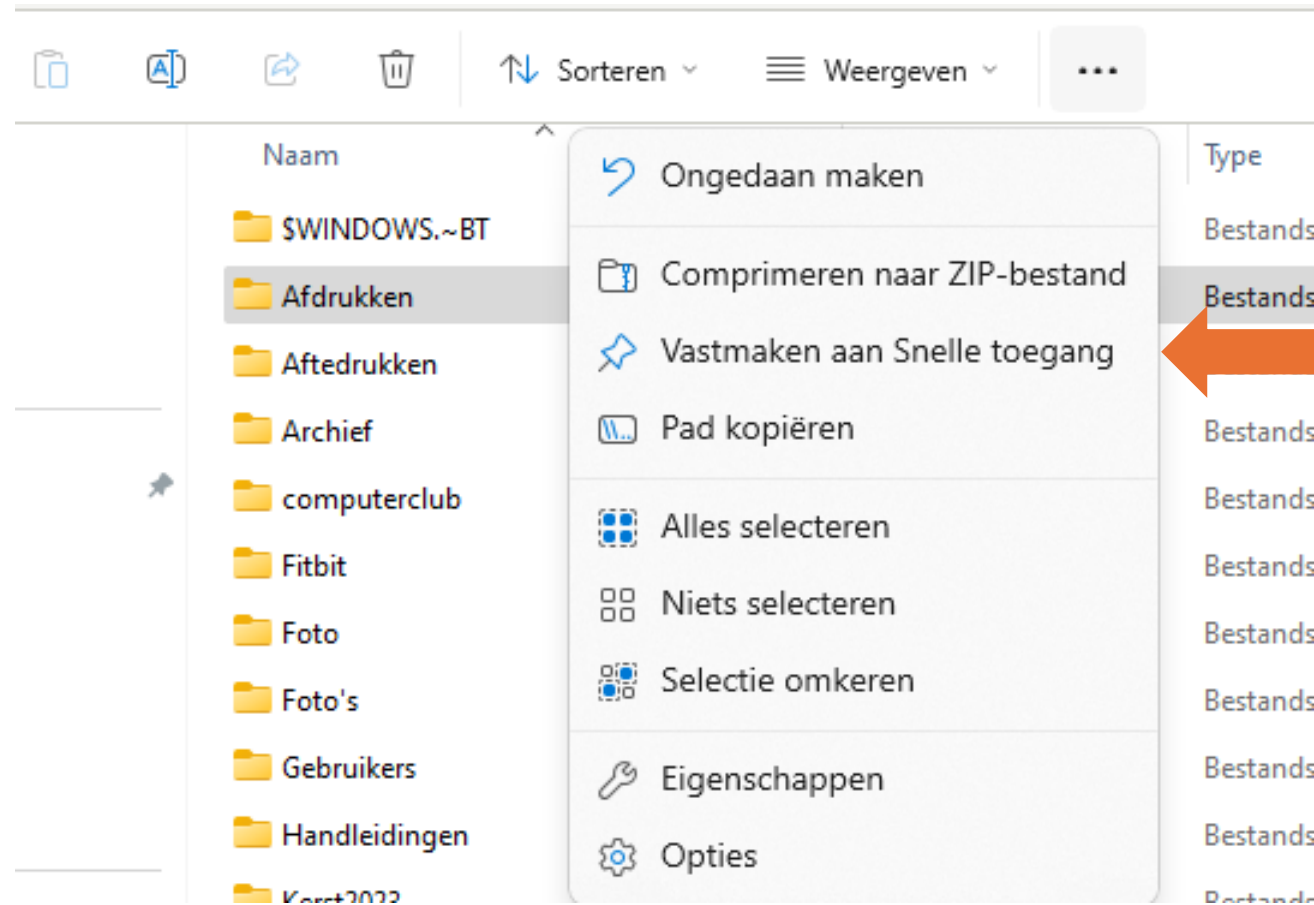 Sorteren Weergeven ...
Naam Type
Ongedaan maken
$WINDOWS.~BT
Comprimeren naar ZIP-bestand
Afdrukken
Vastmaken aan Snelle toegang
Aftedrukken
Pad kopiëren
Archief
computerclub
Alles selecteren
Fitbit
Niets selecteren
Foto
Selectie omkeren
Foto's
Gebruikers
Eigenschappen
Handleidingen
Opties
Kerst2023